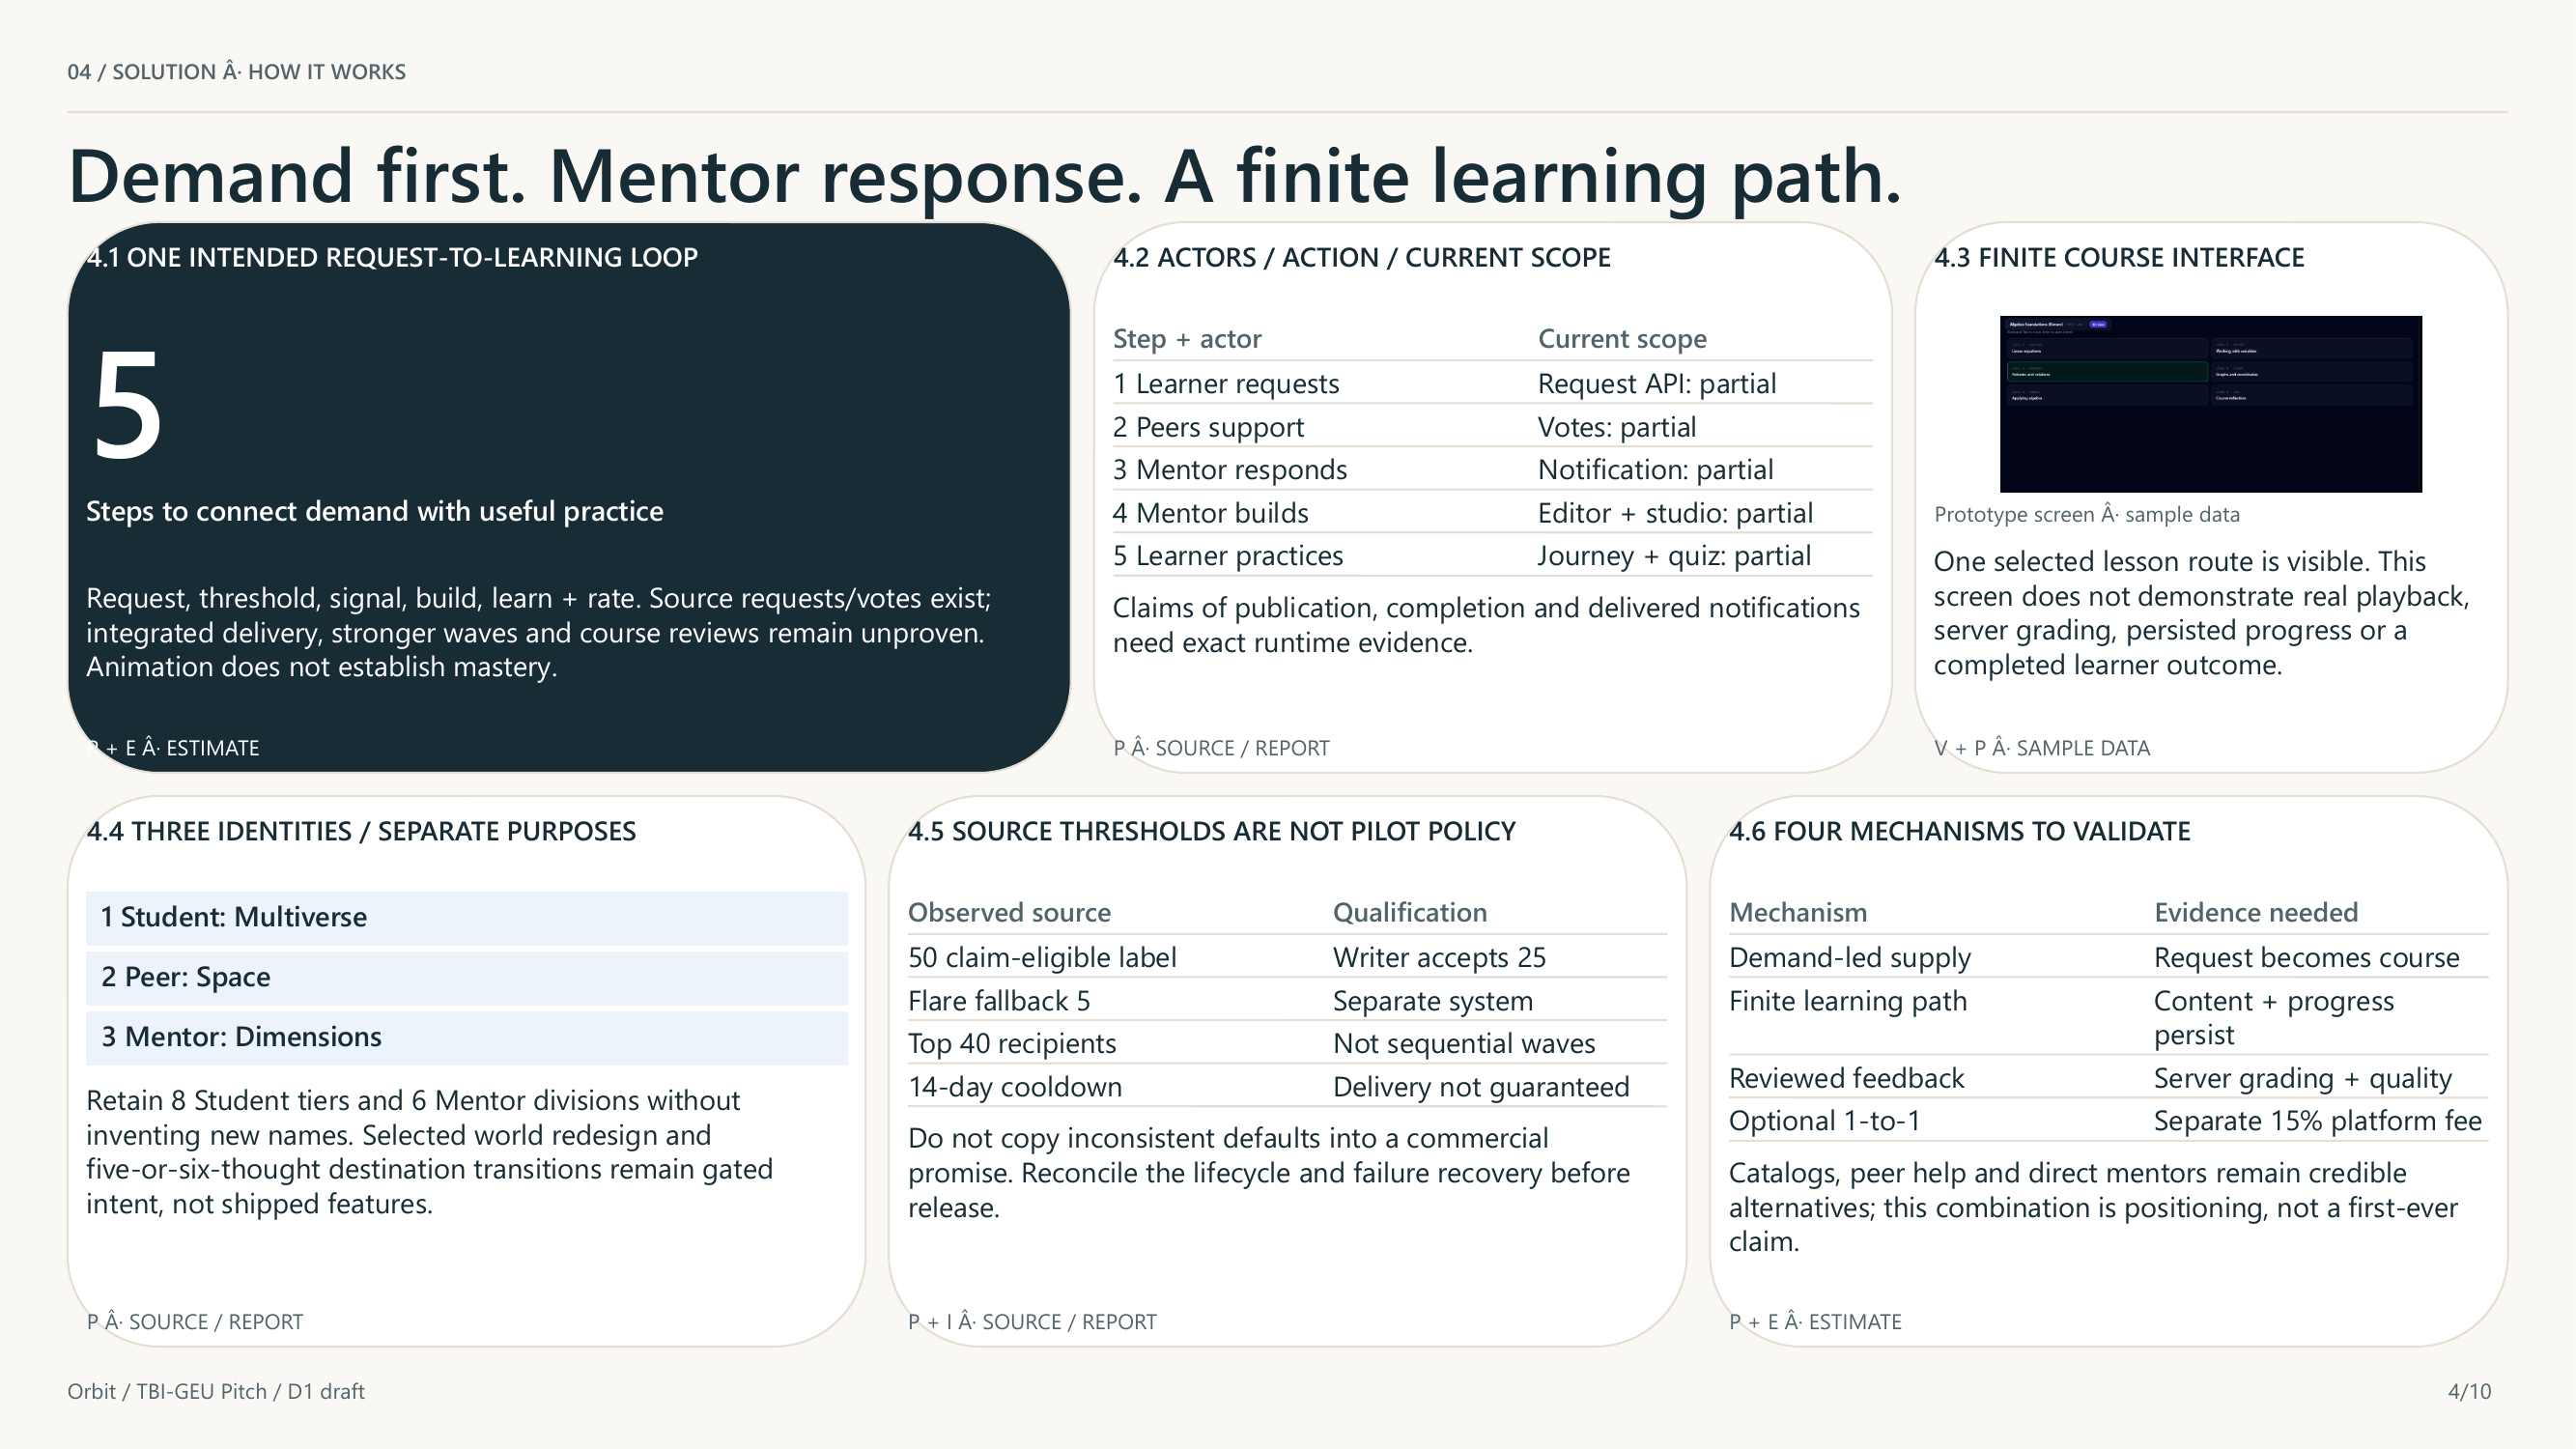 04 / SOLUTION Â· HOW IT WORKS
Demand first. Mentor response. A finite learning path.
4.1 ONE INTENDED REQUEST-TO-LEARNING LOOP
5
Steps to connect demand with useful practice
Request, threshold, signal, build, learn + rate. Source requests/votes exist;
integrated delivery, stronger waves and course reviews remain unproven.
Animation does not establish mastery.
P + E Â· ESTIMATE
4.2 ACTORS / ACTION / CURRENT SCOPE
Step + actor Current scope
1 Learner requests Request API: partial
2 Peers support Votes: partial
3 Mentor responds Notification: partial
4 Mentor builds Editor + studio: partial
5 Learner practices Journey + quiz: partial
Claims of publication, completion and delivered notifications
need exact runtime evidence.
P Â· SOURCE / REPORT
4.3 FINITE COURSE INTERFACE
Linear equations Working with variables
Graphs and coordinates
Applying algebra Course reflection
Prototype screen Â· sample data
One selected lesson route is visible. This
screen does not demonstrate real playback,
server grading, persisted progress or a
completed learner outcome.
V + P Â· SAMPLE DATA
4.4 THREE IDENTITIES / SEPARATE PURPOSES
1 Student: Multiverse
2 Peer: Space
3 Mentor: Dimensions
Retain 8 Student tiers and 6 Mentor divisions without
inventing new names. Selected world redesign and
five-or-six-thought destination transitions remain gated
intent, not shipped features.
P Â· SOURCE / REPORT
4.5 SOURCE THRESHOLDS ARE NOT PILOT POLICY
Observed source Qualification
50 claim-eligible label Writer accepts 25
Flare fallback 5 Separate system
Top 40 recipients Not sequential waves
14-day cooldown Delivery not guaranteed
Do not copy inconsistent defaults into a commercial
promise. Reconcile the lifecycle and failure recovery before
release.
P + I Â· SOURCE / REPORT
4.6 FOUR MECHANISMS TO VALIDATE
Mechanism Evidence needed
Demand-led supply Request becomes course
Finite learning path Content + progress
persist
Reviewed feedback Server grading + quality
Optional 1-to-1 Separate 15% platform fee
Catalogs, peer help and direct mentors remain credible
alternatives; this combination is positioning, not a first-ever
claim.
P + E Â· ESTIMATE
Orbit / TBI-GEU Pitch / D1 draft
4/10